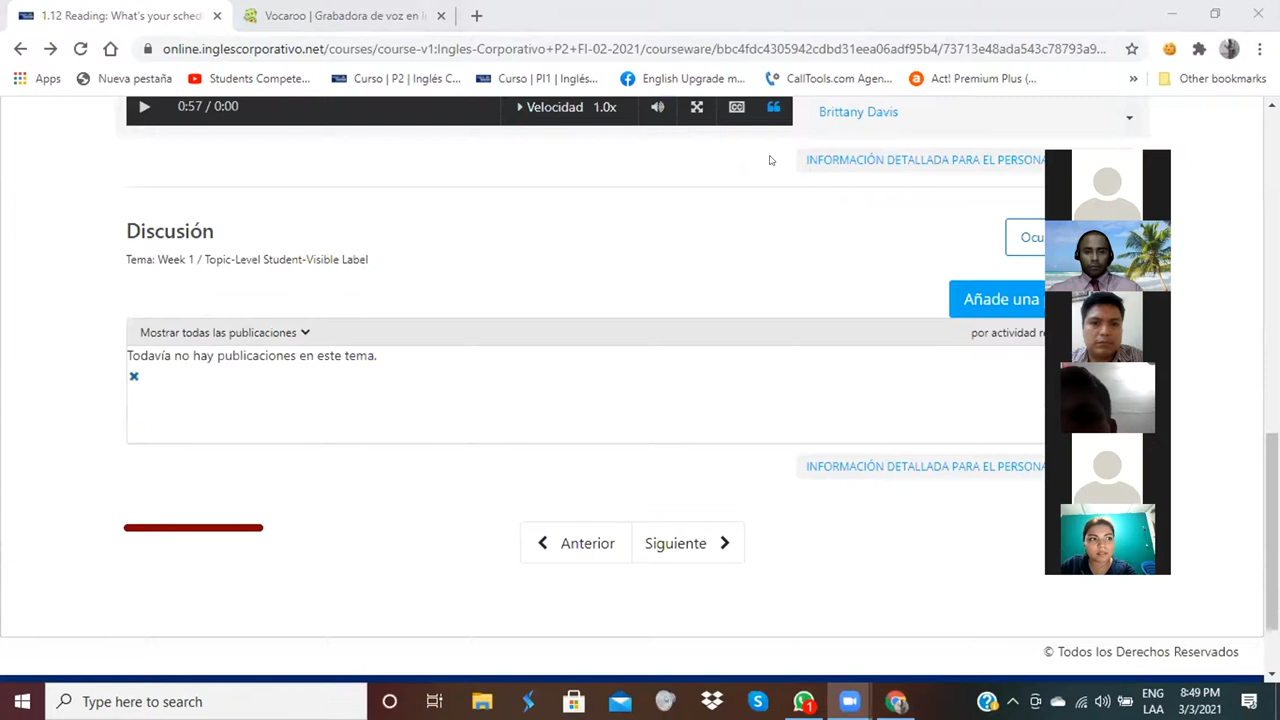 1.12 Reading: What's your sched
Vocaroo | Grabadora de voz en l
online.inglescorporativo.net/courses/course-v1:Ingles-Corporativo+P2+FI-02-2021/courseware/bbc4fdc4305942cdbd31eea06adf95b4/73713e48ada543c78793a9...
Apps
Nueva pestaña
Students Compete...
Curso | P2 | Inglés C...
Curso | PI1 | Inglés...
English Upgrade m...
CallTools.com Agen...
Act! Premium Plus (...
»
Other bookmarks
0:57 / 0:00
Velocidad 1.0x
Brittany Davis
INFORMACIÓN DETALLADA PARA EL PERSONA
Discusión
Ocu
Tema: Week 1 / Topic-Level Student-Visible Label
Añade una
Mostrar todas las publicaciones
por actividad re
Todavía no hay publicaciones en este tema.
INFORMACIÓN DETALLADA PARA EL PERSONA
Anterior
Siguiente
© Todos los Derechos Reservados
Type here to search
1
ENG
LAA
8:49 PM
3/3/2021